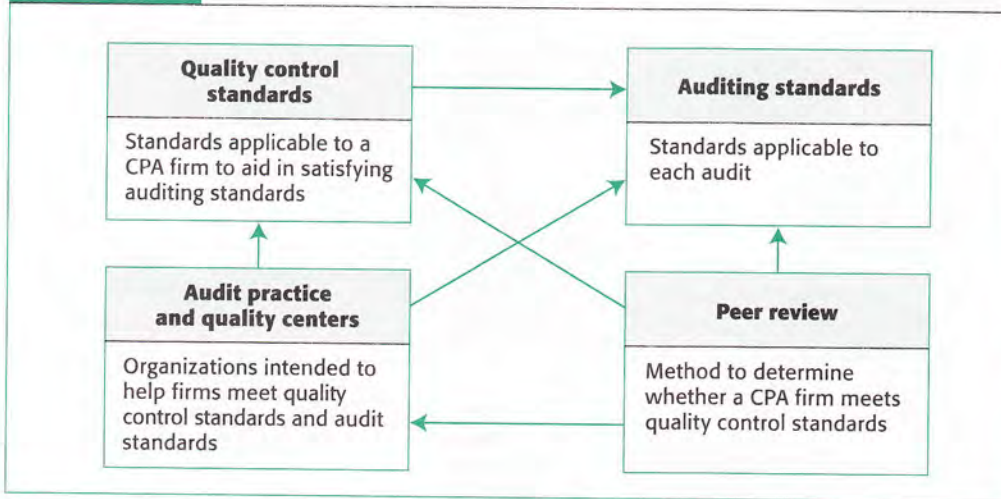 Quality control
standards
Standards applicable to a
CPA firm to aid in satisfying
auditing standards
Auditing standards
Standards applicable to
each audit
Audit practice
and quality centers
Organizations intended to
help firms meet quality
control standards and audit
standards
Peer review
Method to determine
whether a CPA firm meets
quality control standards